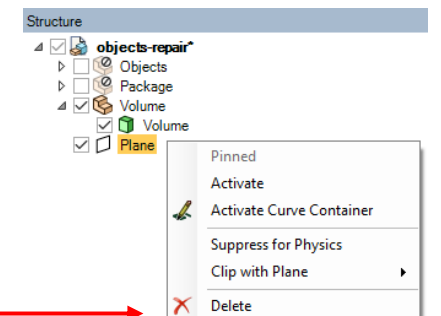 Structure
objects-repair*
Objects
Package
Volume
Volume
Plane
Pinned
Activate
Activate Curve Container
Suppress for Physics
Clip with Plane
Delete